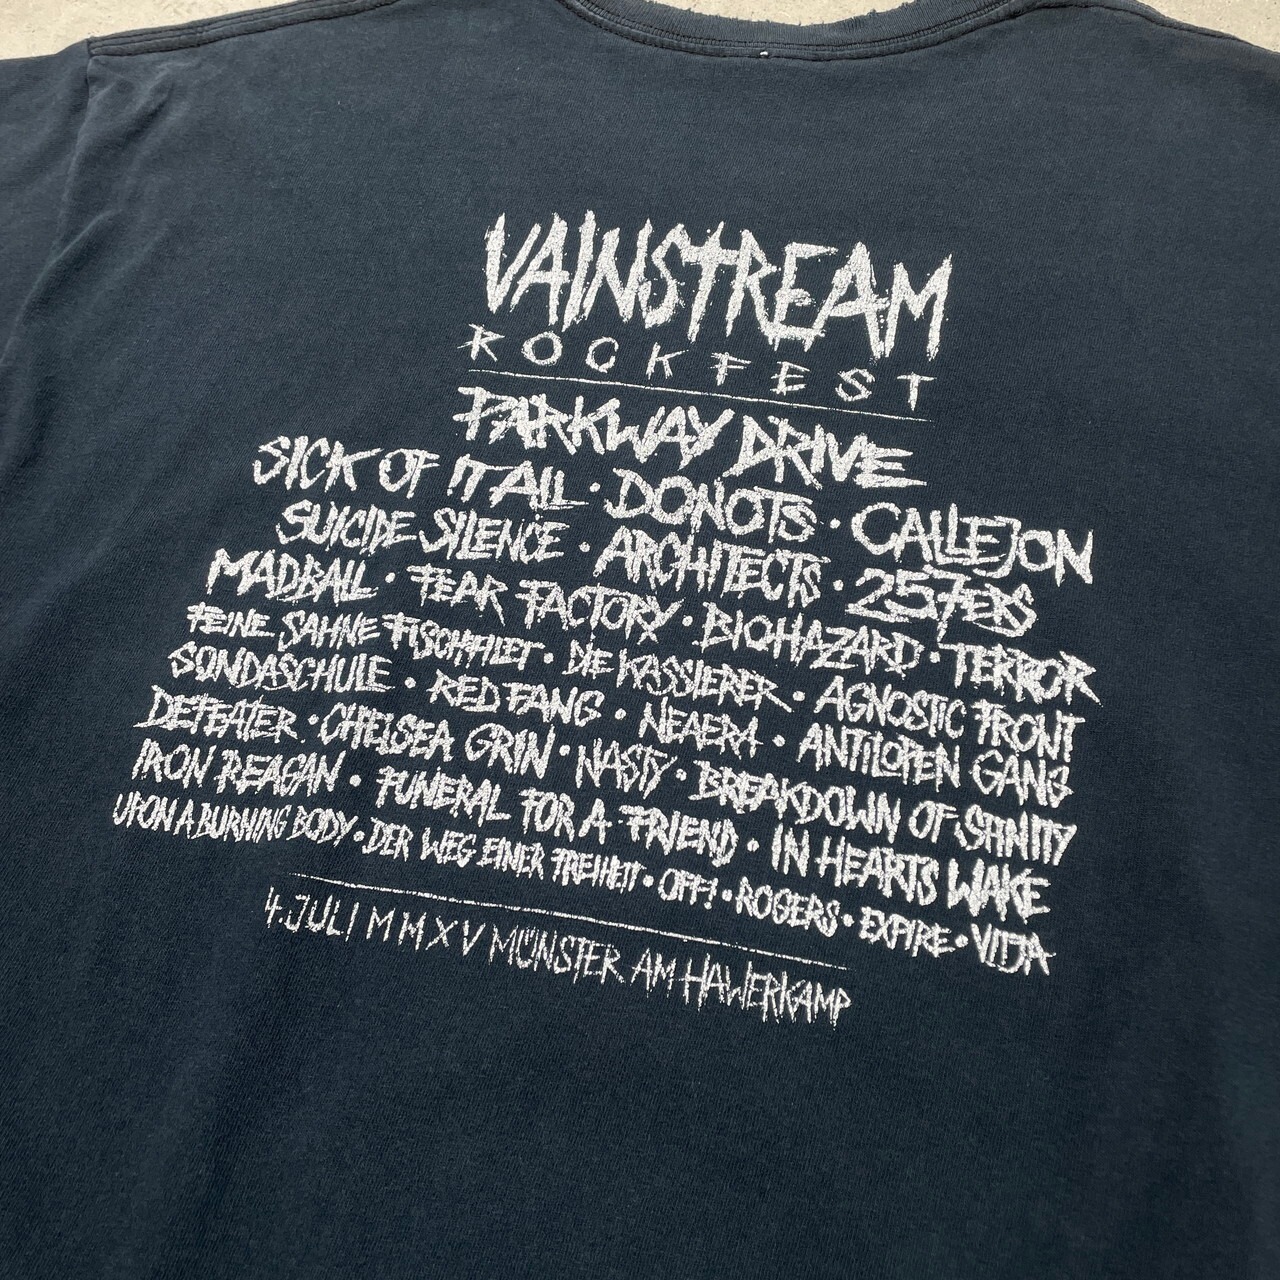 VAINSTREAM
ROCKFEST
PARKWAY DRIVE
SICK OF IT ALL · DONOTS · CALLEJON
SUICIDE SILENCE · ARCHITECTS · 257ERS
MADBALL · FEAR FACTORY · BIOHAZARD · TERROR
FEINE SAHNE FISCHFILET · DIE KASSIERER · AGNOSTIC FRONT
SONDASCHULE · RED FANG · NEAERA · ANTILOPEN GANG
DEFEATER · CHELSEA GRIN · NASTY · BREAKDOWN OF SANITY
IRON REAGAN · FUNERAL FOR A FRIEND · IN HEARTS WAKE
UPON A BURNING BODY · DER WEG EINER FREIHEIT · OFF! · ROGERS · EXPIRE · VITJA
4. JULI MMXV MÜNSTER AM HAWERKAMP